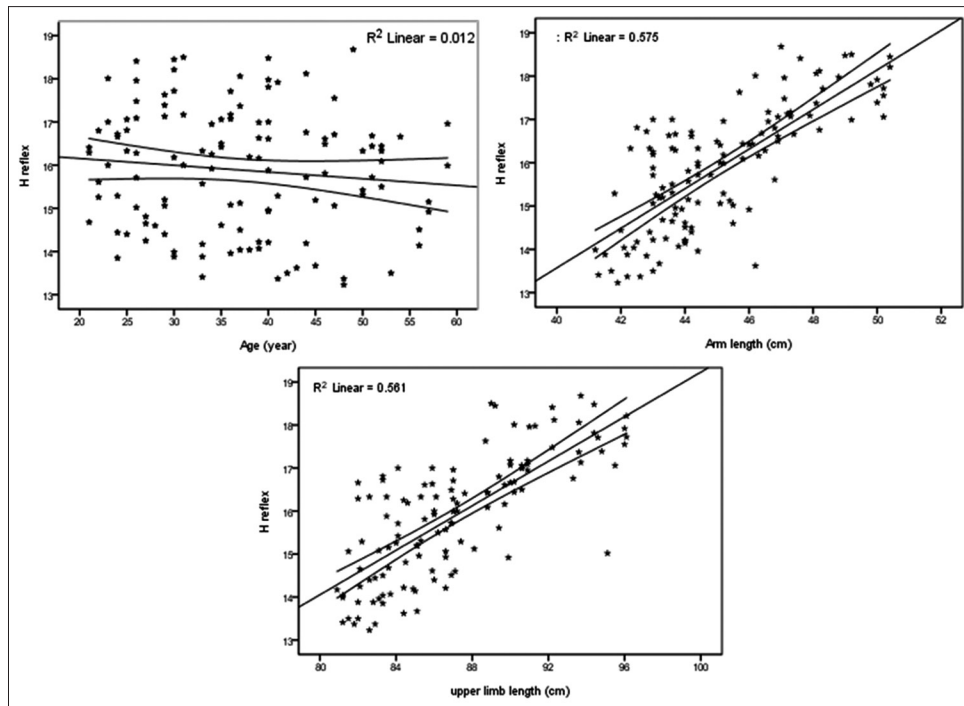 R² Linear = 0.012
19
18
17
16
15
14
13
H reflex
20 25 30 35 40 45 50 55 60
Age (year)
: R² Linear = 0.575
19
18
17
16
15
14
13
H reflex
40 42 44 46 48 50 52
Arm length (cm)
R² Linear = 0.561
19
18
17
16
15
14
13
H reflex
80 84 88 92 96 100
upper limb length (cm)